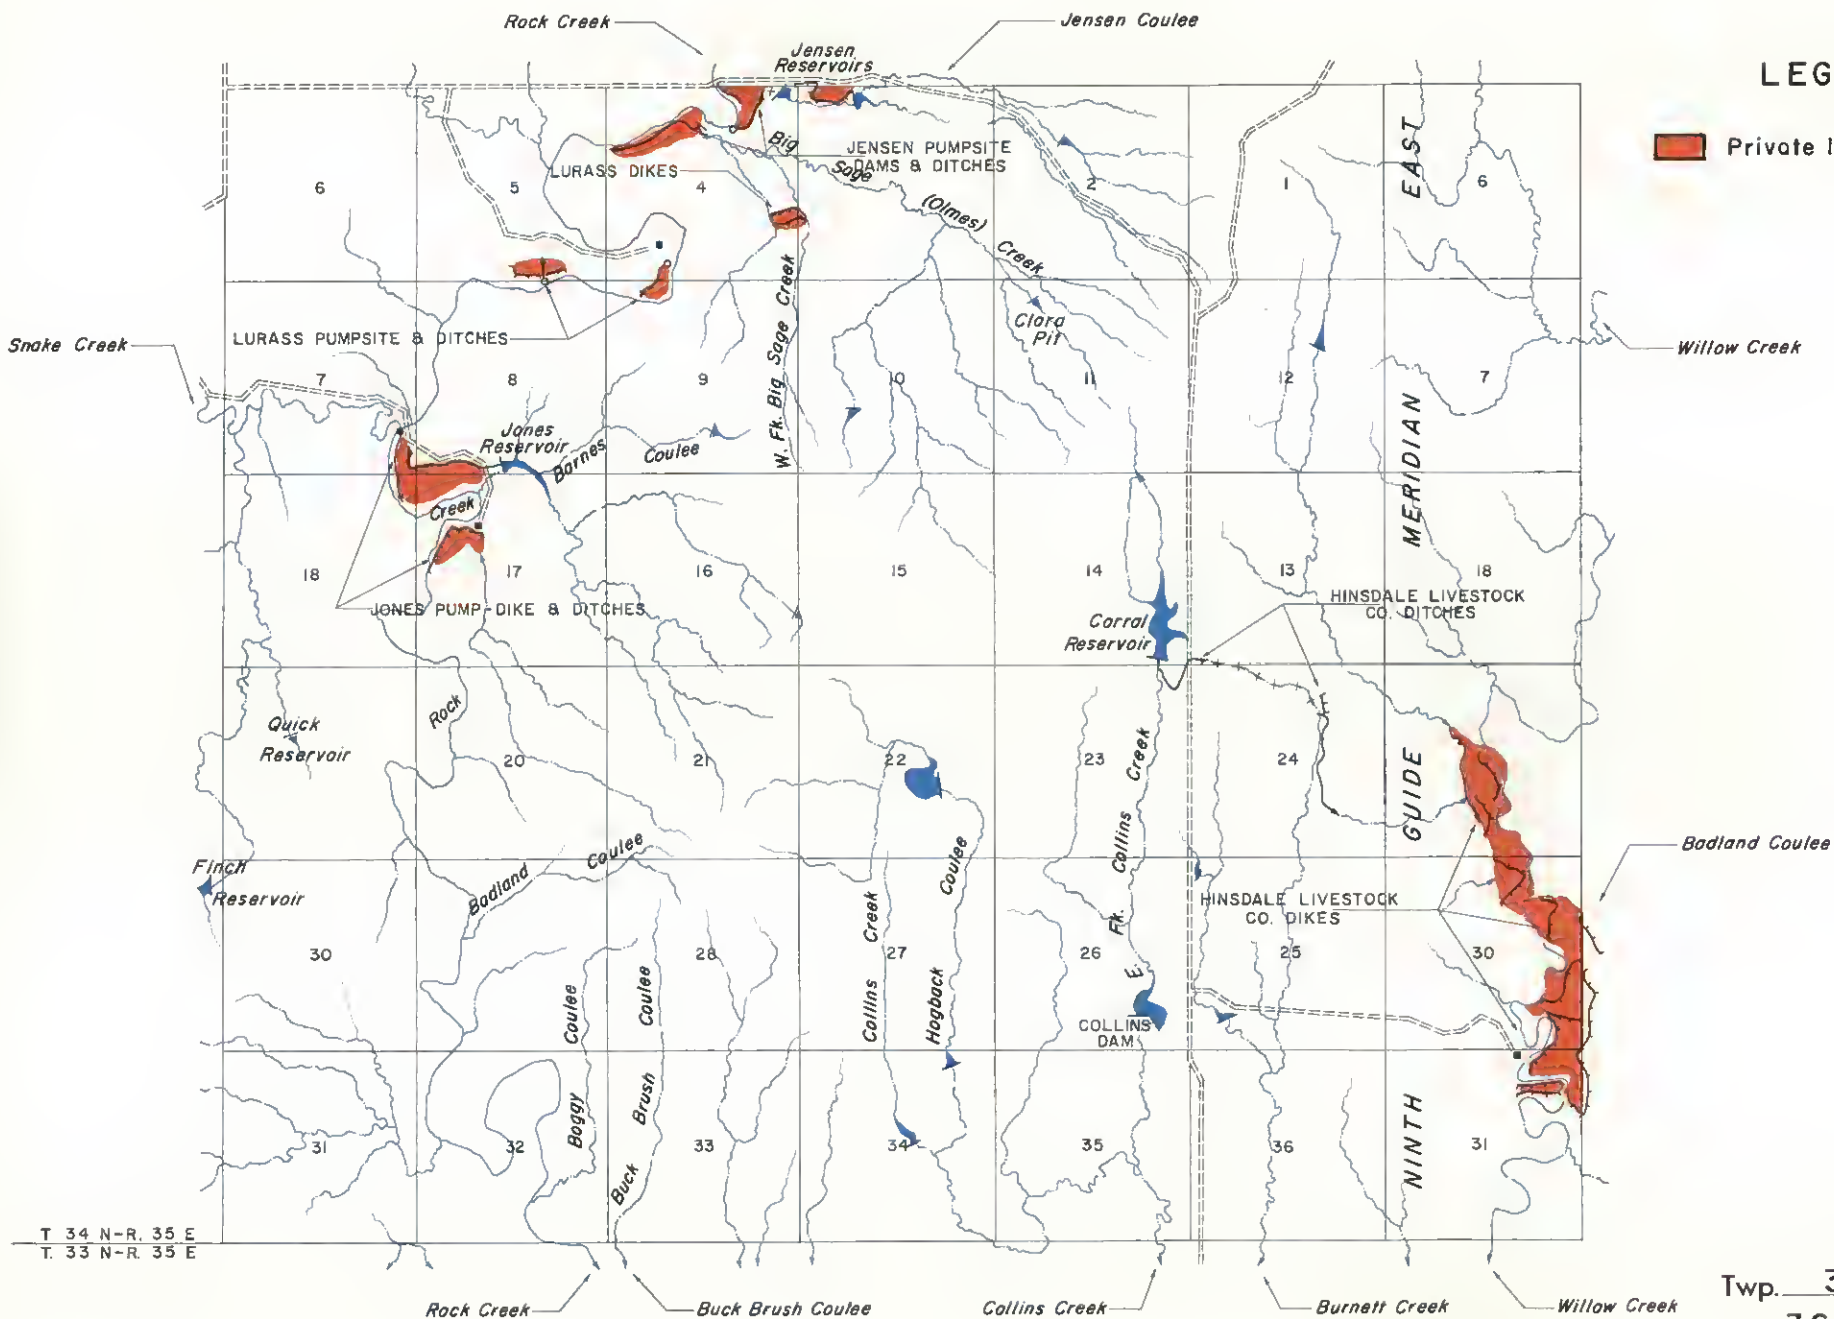 Rock Creek
Jensen Coulee
Jensen
Reservoirs
LEG
Private
Big
Sage
(Olmes)
Creek
JENSEN PUMPSITE
DAMS & DITCHES
LURASS DIKES
6
5
4
2
1
6
EAST
Snake Creek
LURASS PUMPSITE & DITCHES
W. Fk. Big Sage Creek
Clara
Pit
Willow Creek
7
8
9
10
11
12
7
MERIDIAN
Jones
Reservoir
Barnes
Coulee
Creek
18
17
16
15
14
13
18
JONES PUMP-DIKE & DITCHES
Corral
Reservoir
HINSDALE LIVESTOCK
CO. DITCHES
Rock
Quick
Reservoir
20
21
22
23
24
GUIDE
Finch
Reservoir
Badland
Coulee
Collins Creek
Hogback
Coulee
E. Fk. Collins Creek
Badland Coulee
HINSDALE LIVESTOCK
CO. DIKES
30
28
27
26
25
30
Boggy
Coulee
Buck
Brush
Coulee
COLLINS
DAM
31
32
33
34
35
36
31
NINTH
T 34 N-R. 35 E
T. 33 N-R. 35 E
Rock Creek
Buck Brush Coulee
Collins Creek
Burnett Creek
Willow Creek
Twp. 3